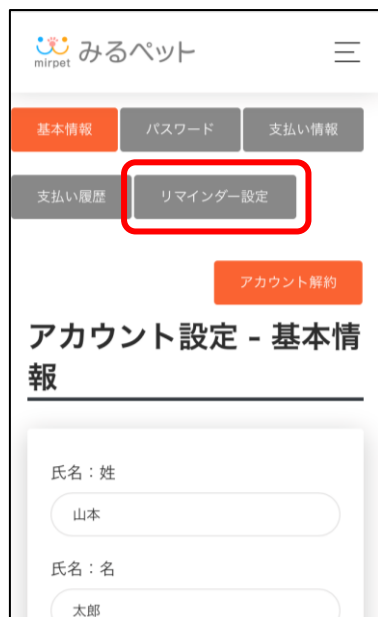 mirpet みるペット
基本情報 パスワード 支払い情報
支払い履歴 リマインダー設定
アカウント解約
アカウント設定 - 基本情
報
氏名：姓
山本
氏名：名
太郎